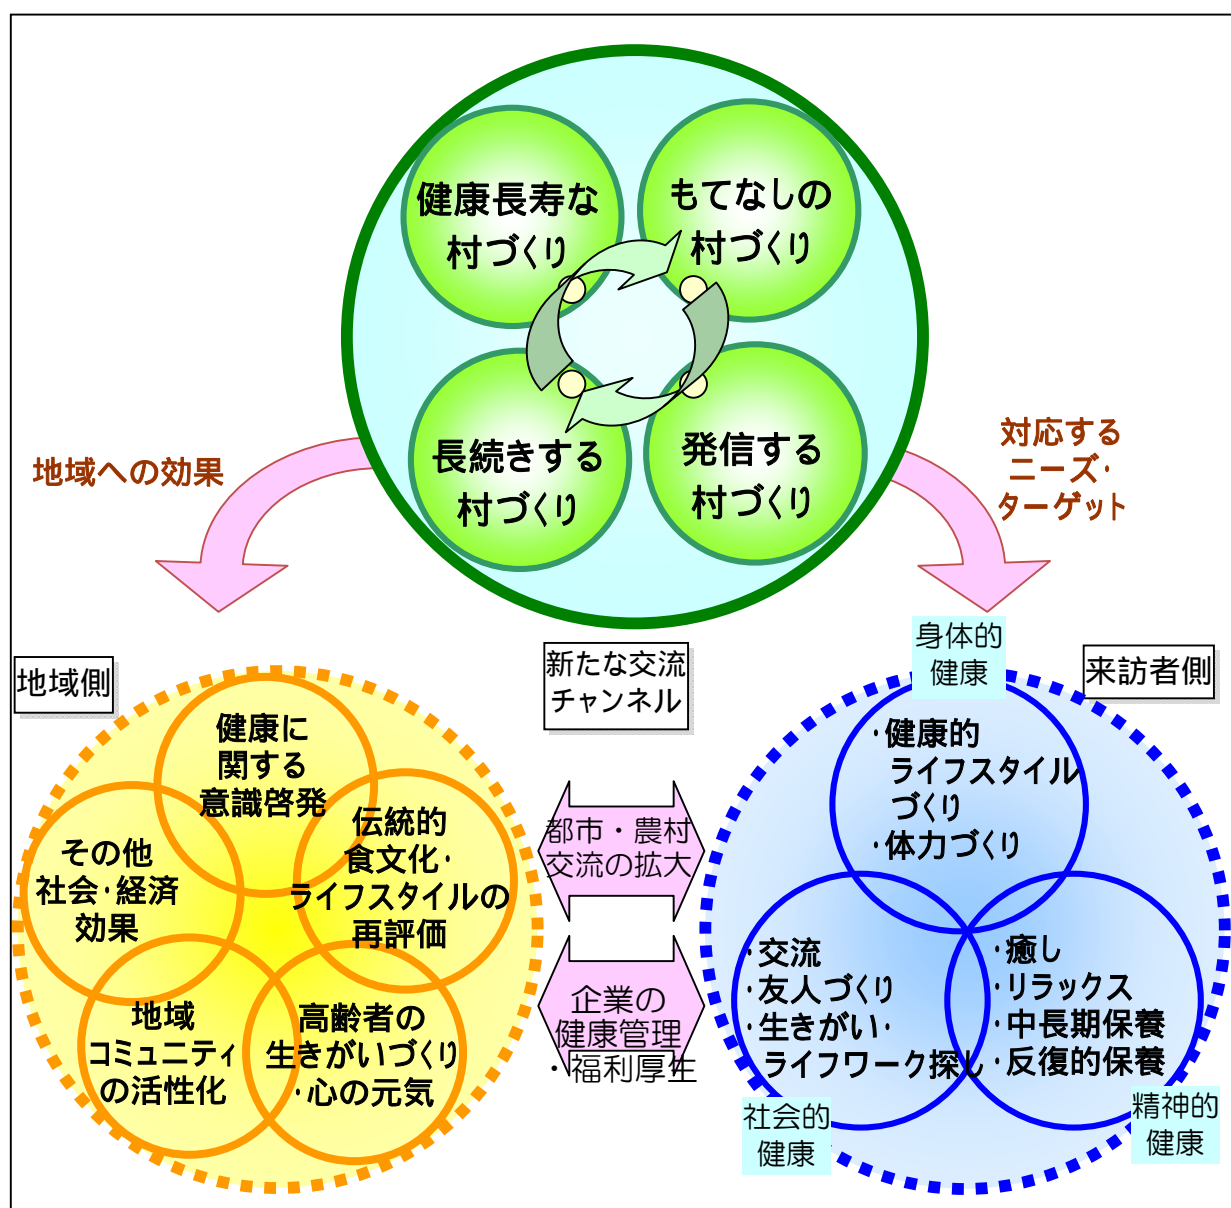 健康長寿な
村づくり
もてなしの
村づくり
長続きする
村づくり
発信する
村づくり
地域への効果
対応する
ニーズ・
ターゲット
地域側
新たな交流
チャンネル
来訪者側
健康に
関する
意識啓発
伝統的
食文化・
ライフスタイルの
再評価
その他
社会・経済
効果
地域
コミュニティ
の活性化
高齢者の
生きがいづくり
・心の元気
都市・農村
交流の拡大
企業の
健康管理
・福利厚生
身体的
健康
・健康的
ライフスタイル
づくり
・体力づくり
・交流
・友人づくり
・生きがい・
ライフワーク探し
・癒し
・リラックス
・中長期保養
・反復的保養
社会的
健康
精神的
健康